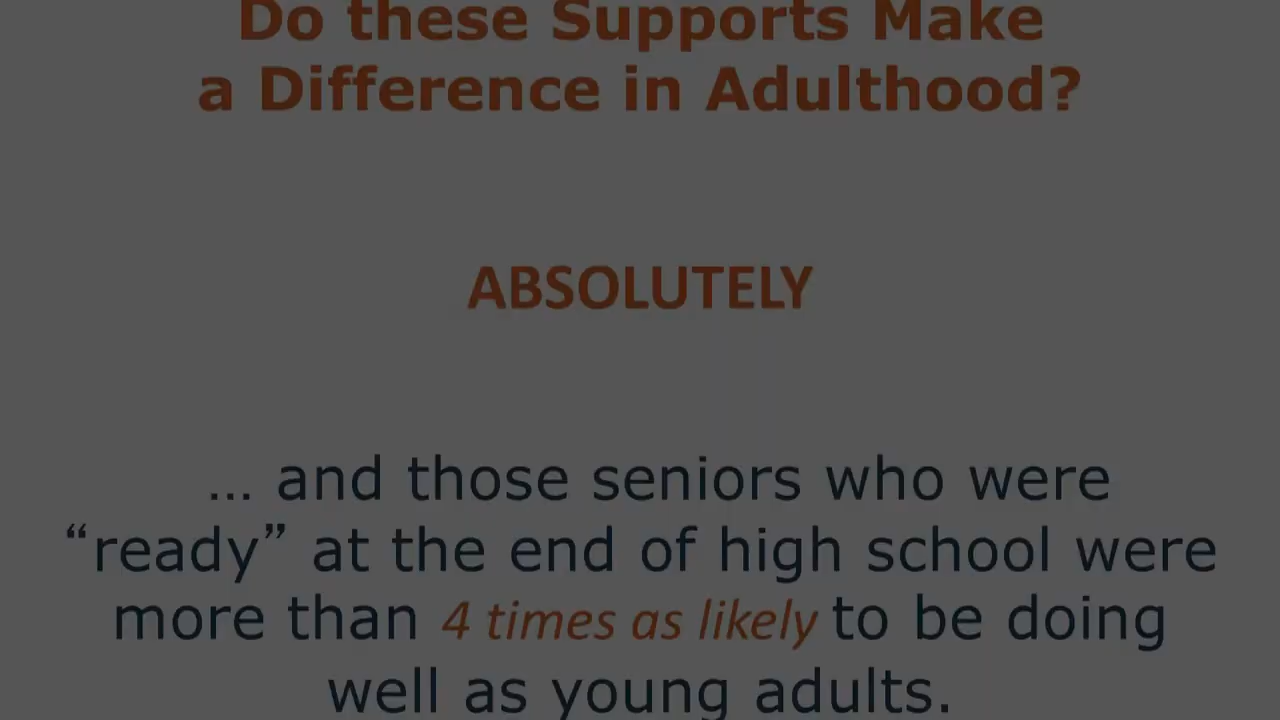 Do these Supports Make
a Difference in Adulthood?
ABSOLUTELY
… and those seniors who were
“ready” at the end of high school were
more than 4 times as likely to be doing
well as young adults.